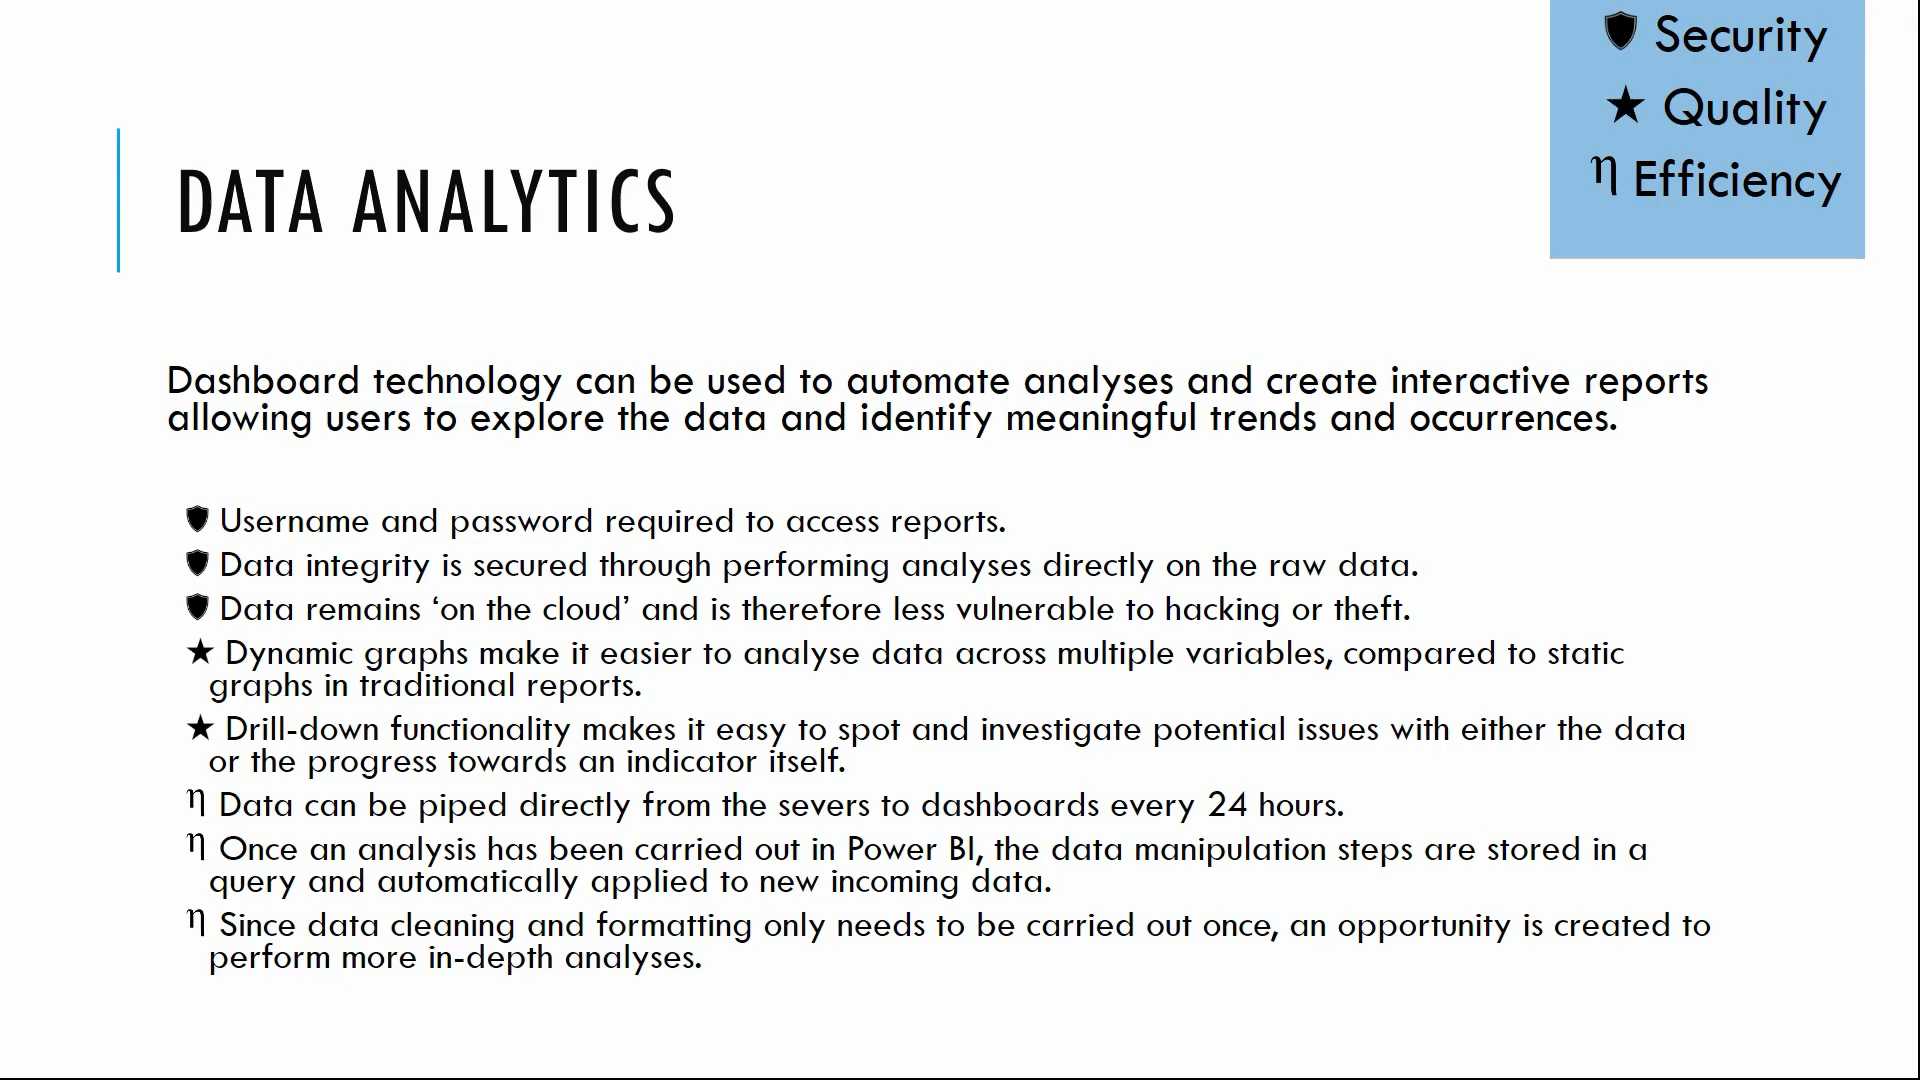 🛡 Security
★ Quality
η Efficiency
DATA ANALYTICS
Dashboard technology can be used to automate analyses and create interactive reports
allowing users to explore the data and identify meaningful trends and occurrences.
🛡 Username and password required to access reports.
🛡 Data integrity is secured through performing analyses directly on the raw data.
🛡 Data remains ‘on the cloud’ and is therefore less vulnerable to hacking or theft.
★ Dynamic graphs make it easier to analyse data across multiple variables, compared to static
graphs in traditional reports.
★ Drill-down functionality makes it easy to spot and investigate potential issues with either the data
or the progress towards an indicator itself.
η Data can be piped directly from the severs to dashboards every 24 hours.
η Once an analysis has been carried out in Power BI, the data manipulation steps are stored in a
query and automatically applied to new incoming data.
η Since data cleaning and formatting only needs to be carried out once, an opportunity is created to
perform more in-depth analyses.